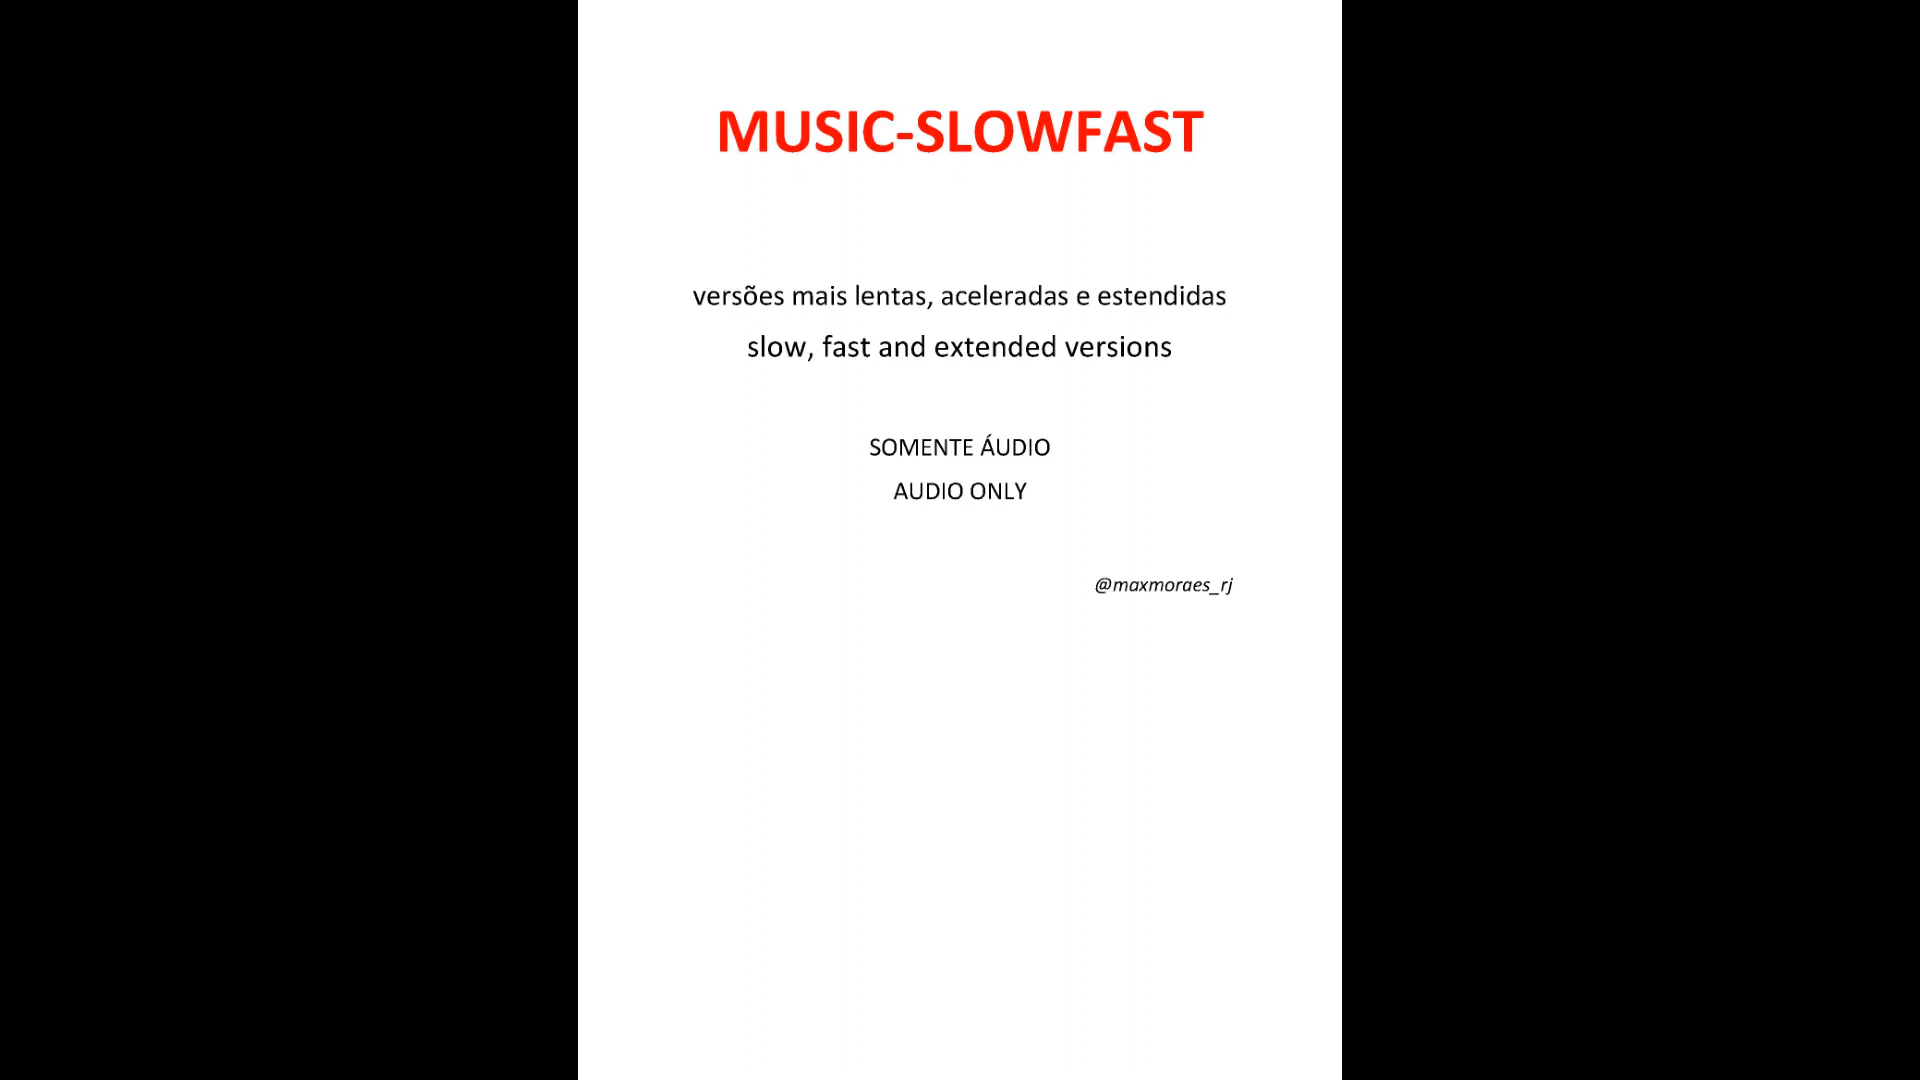 MUSIC-SLOWFAST
versões mais lentas, aceleradas e estendidas
slow, fast and extended versions
SOMENTE ÁUDIO
AUDIO ONLY
@maxmoraes_rj